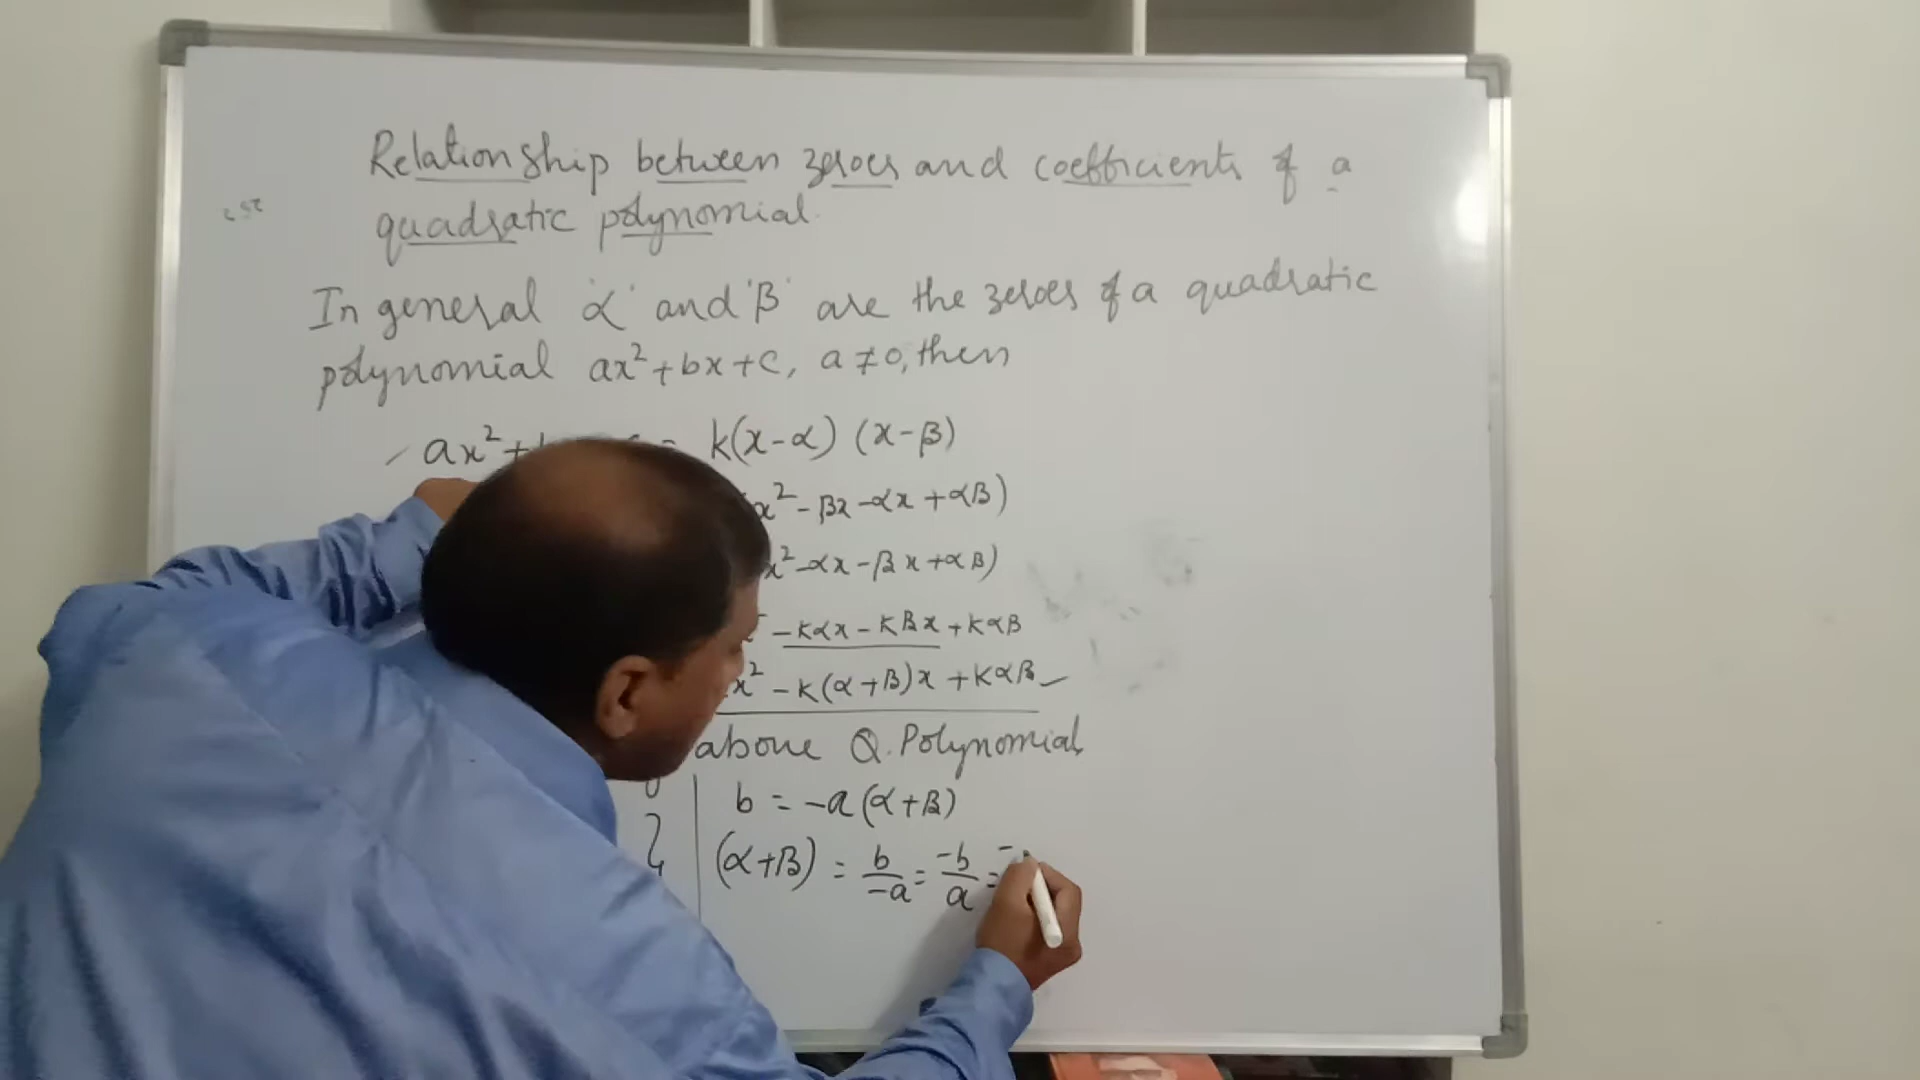 Relationship between zeroes and coefficients of a
quadratic polynomial.
In general 'α' and 'β' are the zeroes of a quadratic
polynomial ax² + bx + c, a ≠ 0, then
ax² + = k(x-α) (x-β)
x² - βx - αx + αβ)
x² - αx - βx + αβ)
- kαx - kβx + kαβ
x² - k(α+β)x + kαβ
above Q. Polynomial
b = -a (α+β)
(α+β) = b/-a = -b/a = -